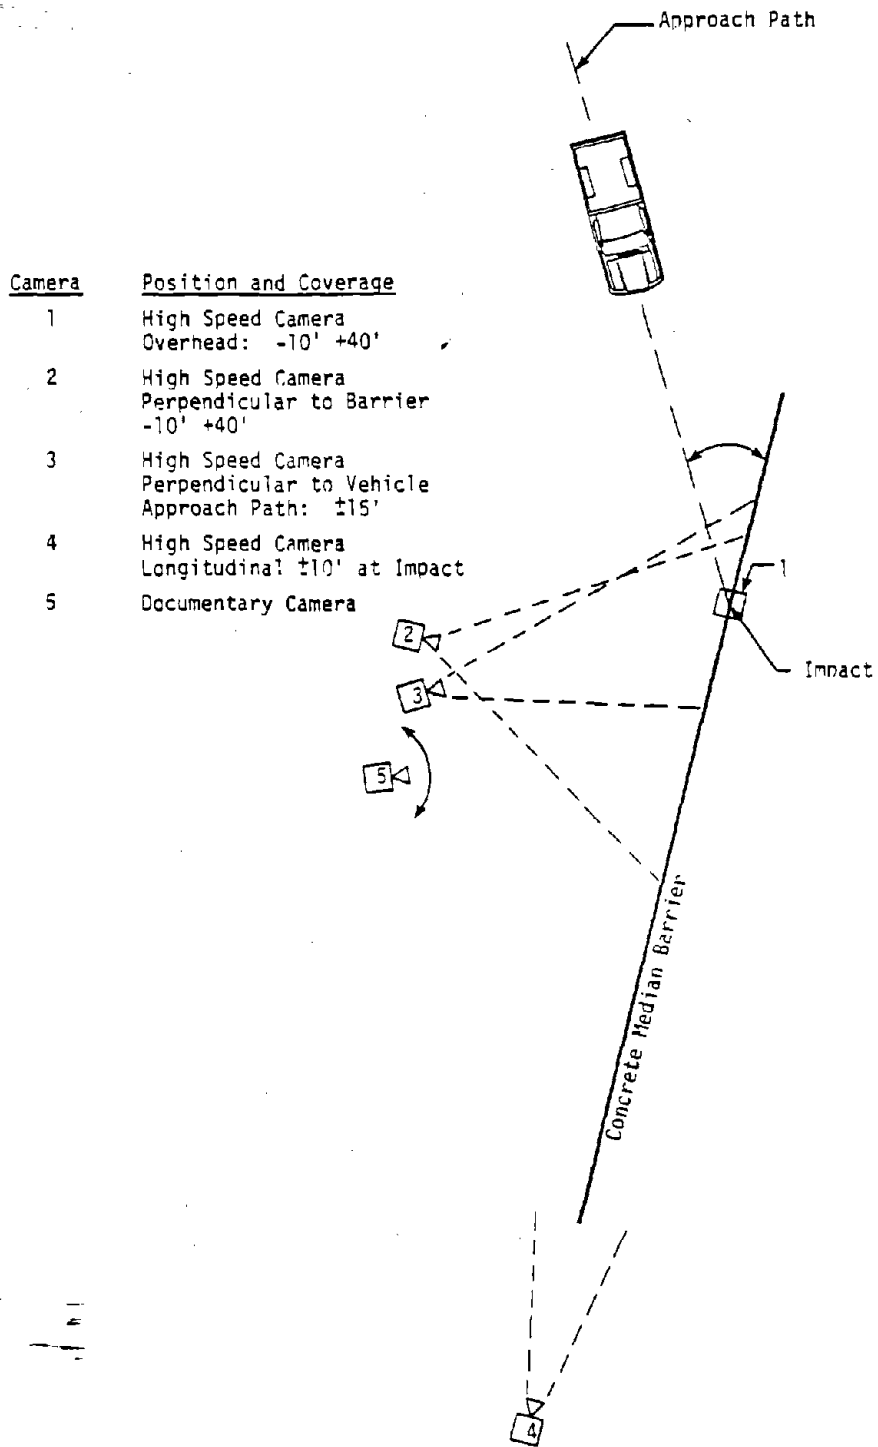 Approach Path
Camera Position and Coverage
1 High Speed Camera
Overhead: -10' +40'
2 High Speed Camera
Perpendicular to Barrier
-10' +40'
3 High Speed Camera
Perpendicular to Vehicle
Approach Path: ±15'
4 High Speed Camera
Longitudinal ±10' at Impact
5 Documentary Camera
1
2
Impact
3
5
Concrete Median Barrier
4